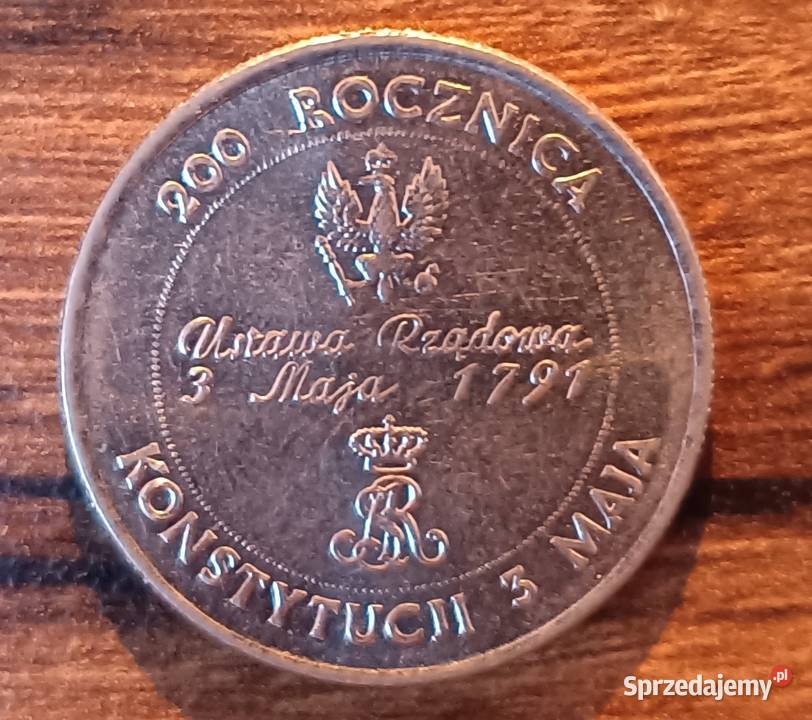 200 ROCZNICA
Ustawa Rządowa
3 Maja 1791
KONSTYTUCJI 3 MAJA
Sprzedajemy.pl